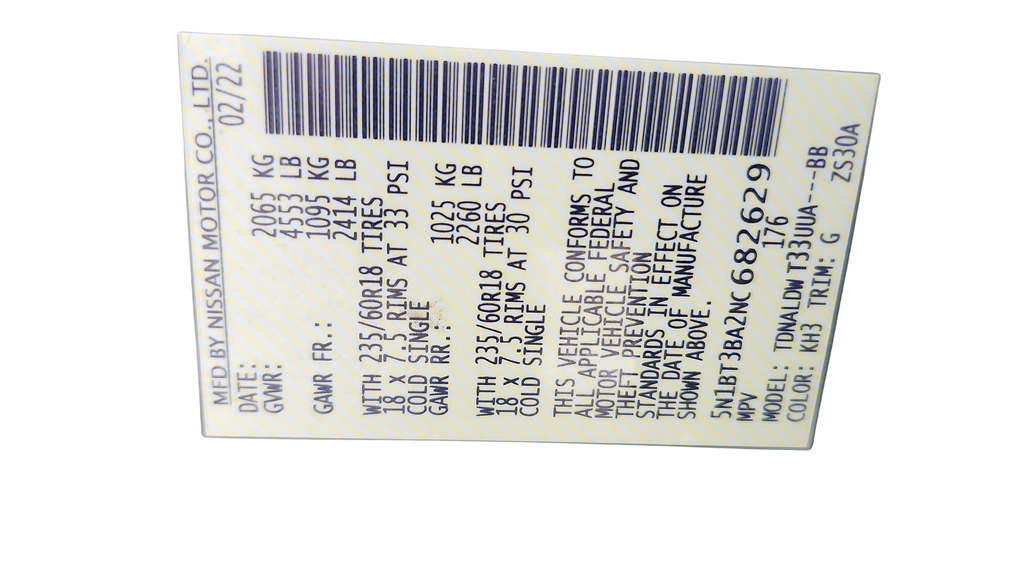 MFD BY NISSAN MOTOR CO., LTD.
DATE: 02/22
GVWR: 2065 KG
4553 LB
GAWR FR.: 1095 KG
2414 LB
WITH 235/60R18 TIRES
18 x 7.5 RIMS AT 33 PSI
COLD SINGLE
GAWR RR.: 1025 KG
2260 LB
WITH 235/60R18 TIRES
18 x 7.5 RIMS AT 30 PSI
COLD SINGLE
THIS VEHICLE CONFORMS TO
ALL APPLICABLE FEDERAL
MOTOR VEHICLE SAFETY AND
THEFT PREVENTION
STANDARDS IN EFFECT ON
THE DATE OF MANUFACTURE
SHOWN ABOVE.
5N1BT3BA2NC682629
MPV 176
MODEL: TDNALDWT33UUA---BB
COLOR: KH3 TRIM: G ZS30A